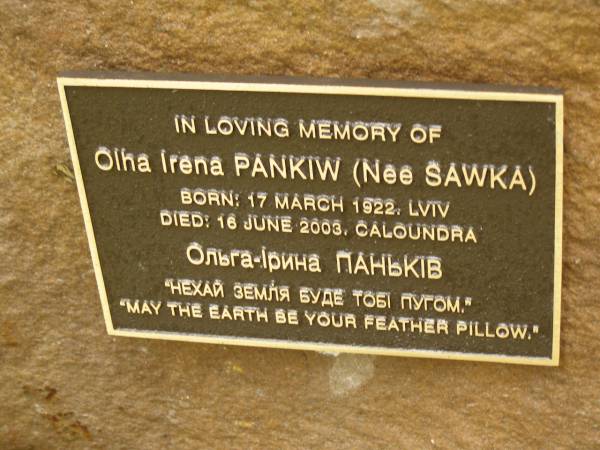 IN LOVING MEMORY OF
Olha Irena PANKIW (Nee SAWKA)
BORN: 17 MARCH 1922, LVIV
DIED: 16 JUNE 2003, CALOUNDRA
Ольга-Ірина ПАНЬКІВ
"НЕХАЙ ЗЕМЛЯ БУДЕ ТОБІ ПУГОМ."
"MAY THE EARTH BE YOUR FEATHER PILLOW."